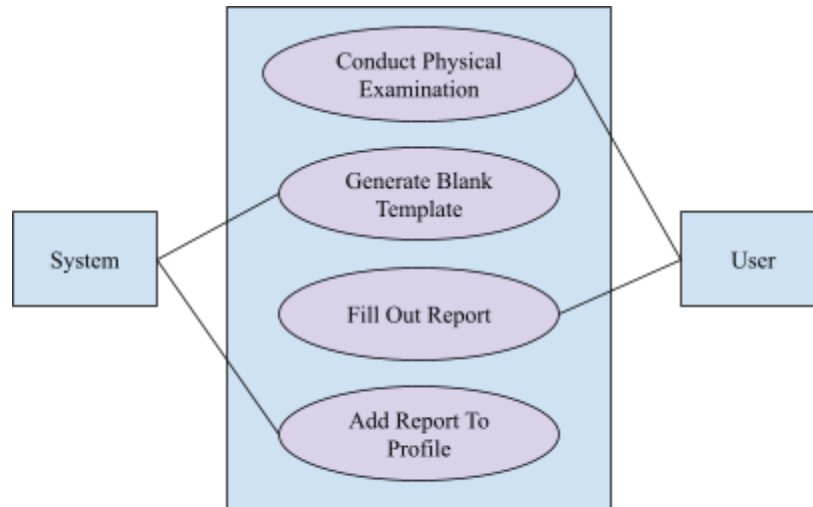 Conduct Physical
Examination
Generate Blank
Template
System
User
Fill Out Report
Add Report To
Profile